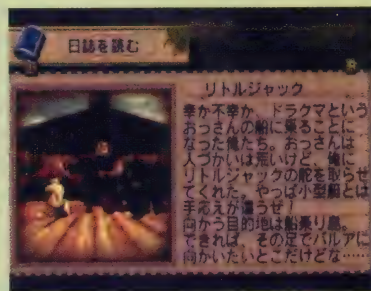 日誌を読む
リトルジャック
幸か不幸か、ドラクマという
おっさんの船に乗ることに
なった俺たち。おっさんは
人づかいは荒いけど、俺に
リトルジャックの舵を取らせ
てくれた。やっぱ小型船とは
手応えが違うぜ!
向かう目的地は船乗り島。
できれば、その足でバルアに
向かいたいとこだけどな……